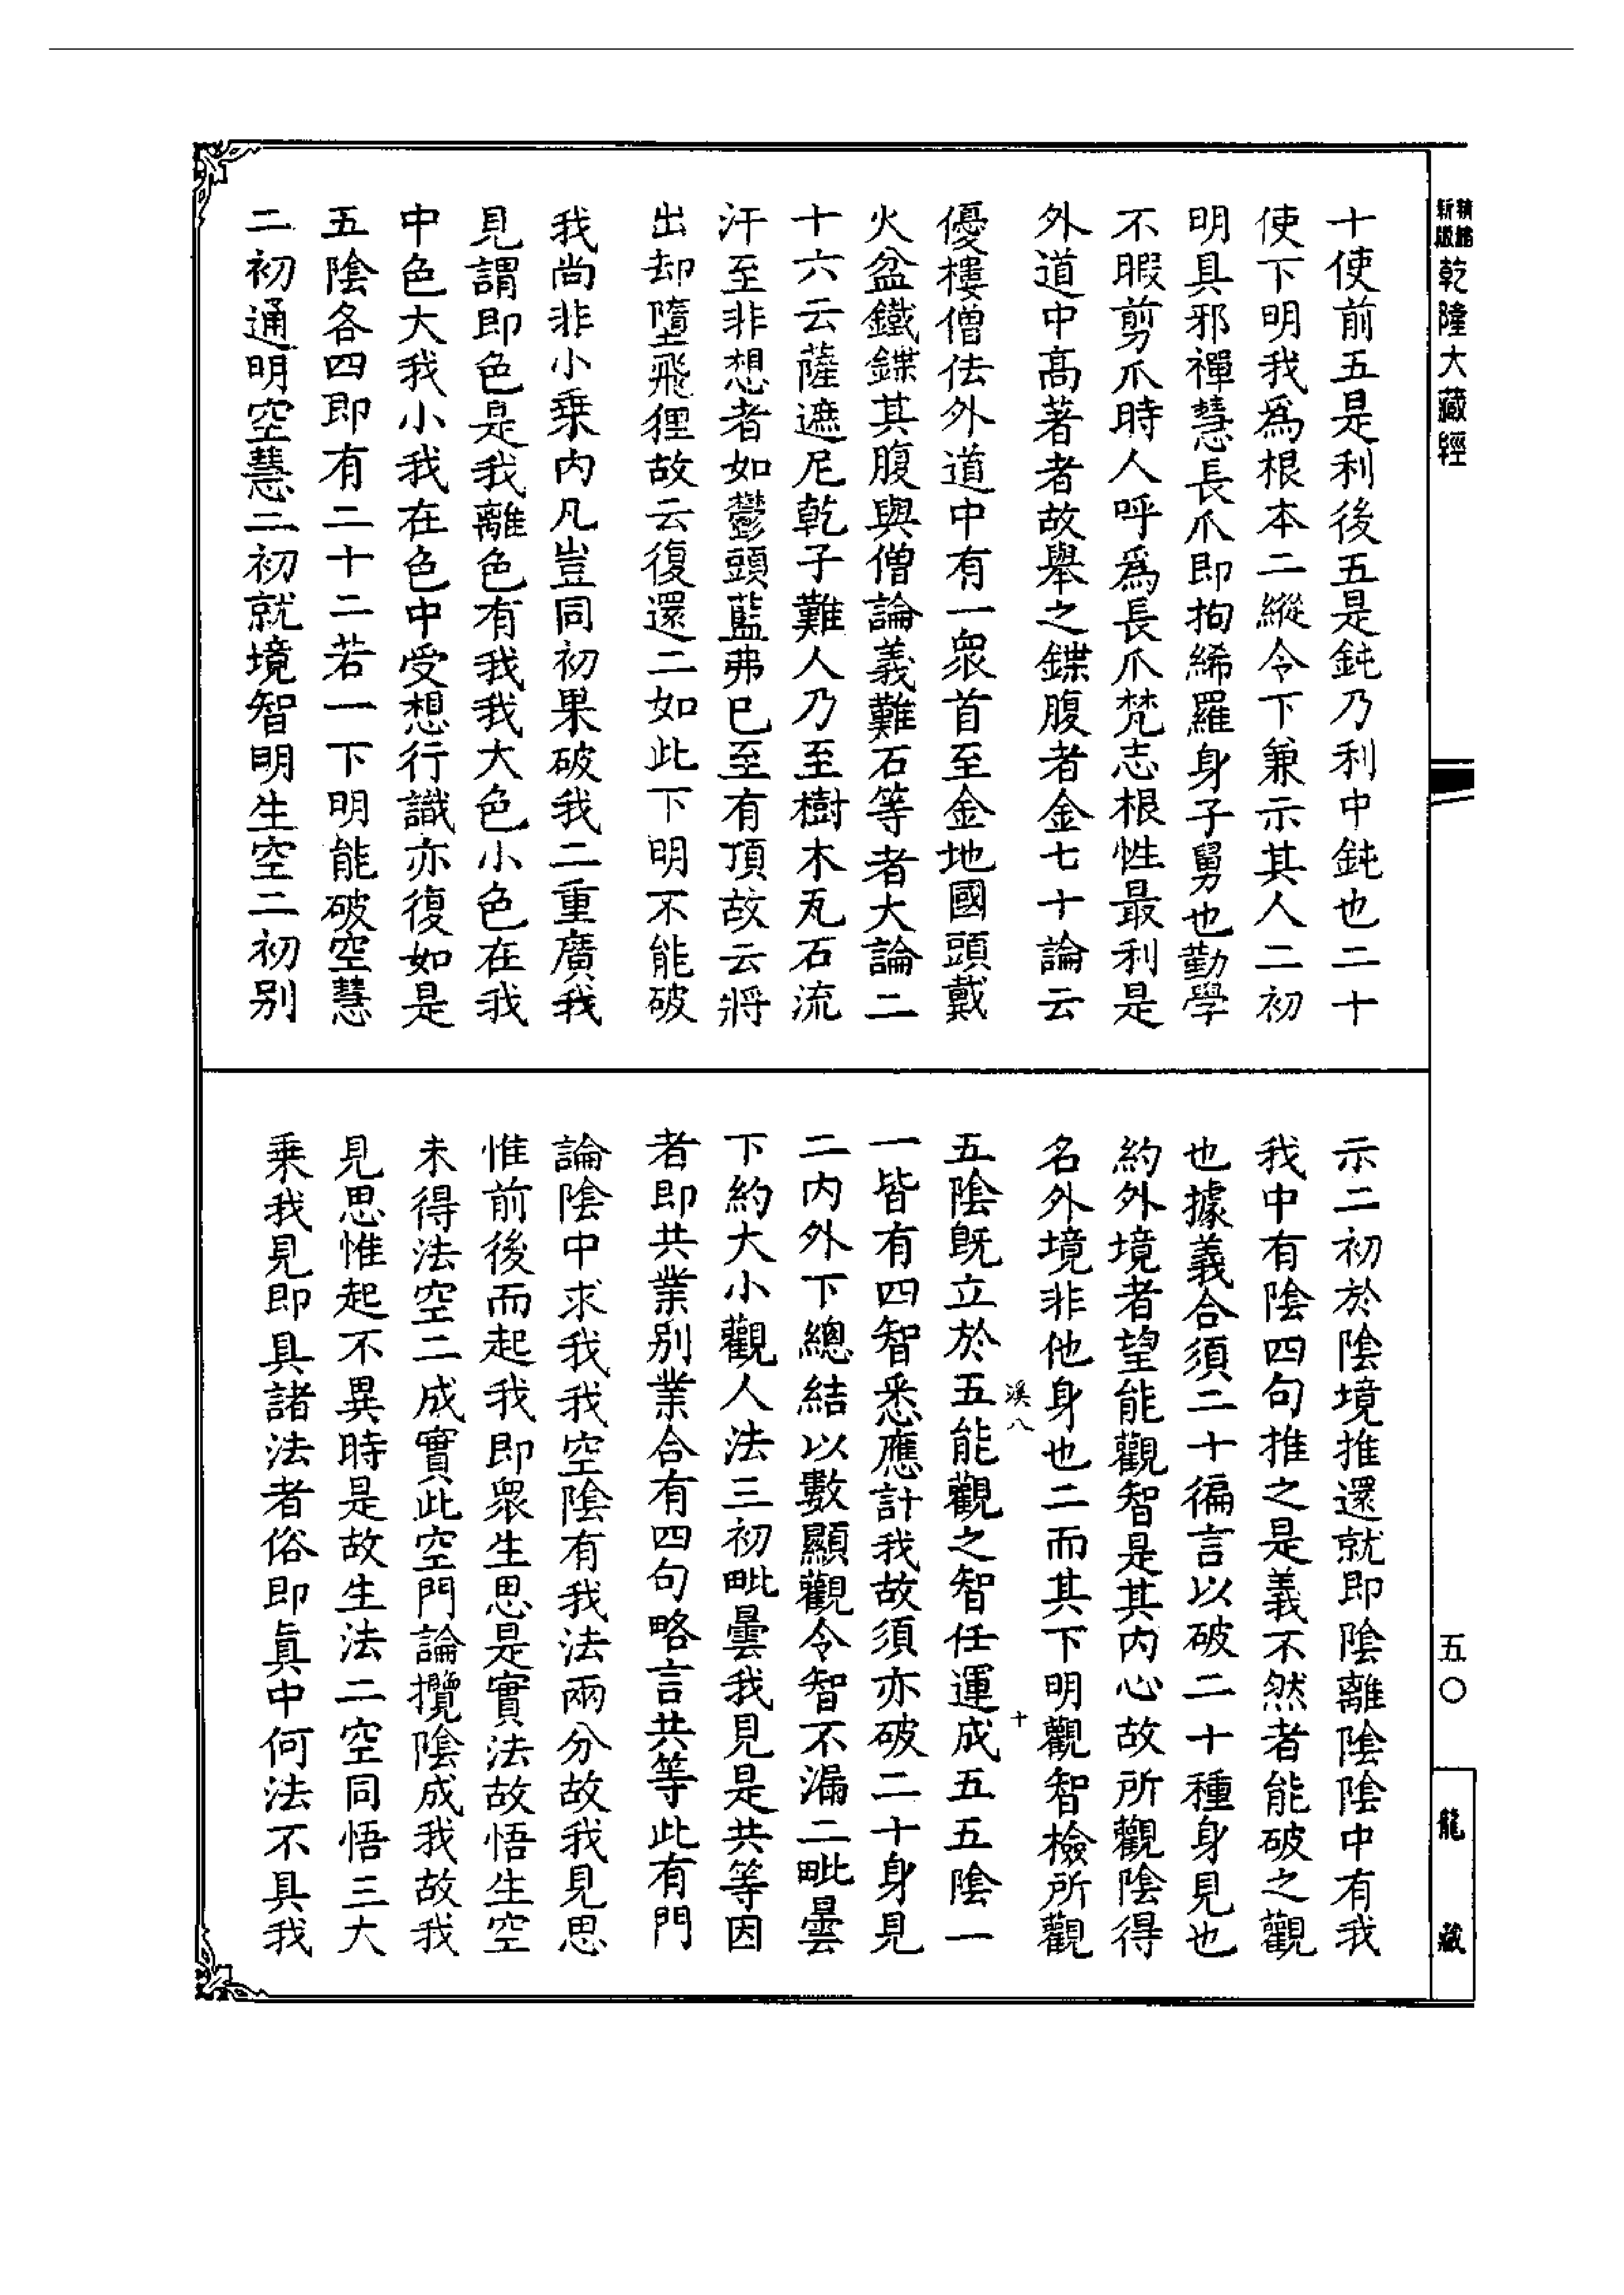 精縮
新版
乾隆大藏經
十使前五是利後五是鈍乃利中鈍也二十
使下明我爲根本二縱令下兼示其人二初
明具邪禪慧長爪即拘絺羅身子舅也勤學
不暇剪爪時人呼爲長爪梵志根性最利是
外道中高著者故舉之鍱腹者金七十論云
優樓僧佉外道中有一衆首至金地國頭戴
火盆鐵鍱其腹與僧論義難石等者大論二
十六云薩遮尼乾子難人乃至樹木瓦石流
汗至非想者如鬱頭藍弗已至有頂故云將
出却墮飛狸故云復還二如此下明不能破
我尚非小乘内凡豈同初果破我二重廣我
見謂即色是我離色有我我大色小色在我
中色大我小我在色中受想行識亦復如是
五陰各四即有二十二若一下明能破空慧
二初通明空慧二初就境智明生空二初别
示二初於陰境推還就即陰離陰陰中有我
我中有陰四句推之是義不然者能破之觀
也據義合須二十徧言以破二十種身見也
約外境者望能觀智是其内心故所觀陰得
名外境非他身也二而其下明觀智檢所觀
溪八
十
五陰旣立於五能觀之智任運成五五陰一
一皆有四智悉應計我故須亦破二十身見
二内外下總結以數顯觀令智不漏二毗曇
下約大小觀人法三初毗曇我見是共等因
者即共業别業合有四句略言共等此有門
論陰中求我我空陰有我法兩分故我見思
惟前後而起我即衆生思是實法故悟生空
未得法空二成實此空門論攬陰成我故我
見思惟起不異時是故生法二空同悟三大
乘我見即具諸法者俗即眞中何法不具我
五〇
龍藏